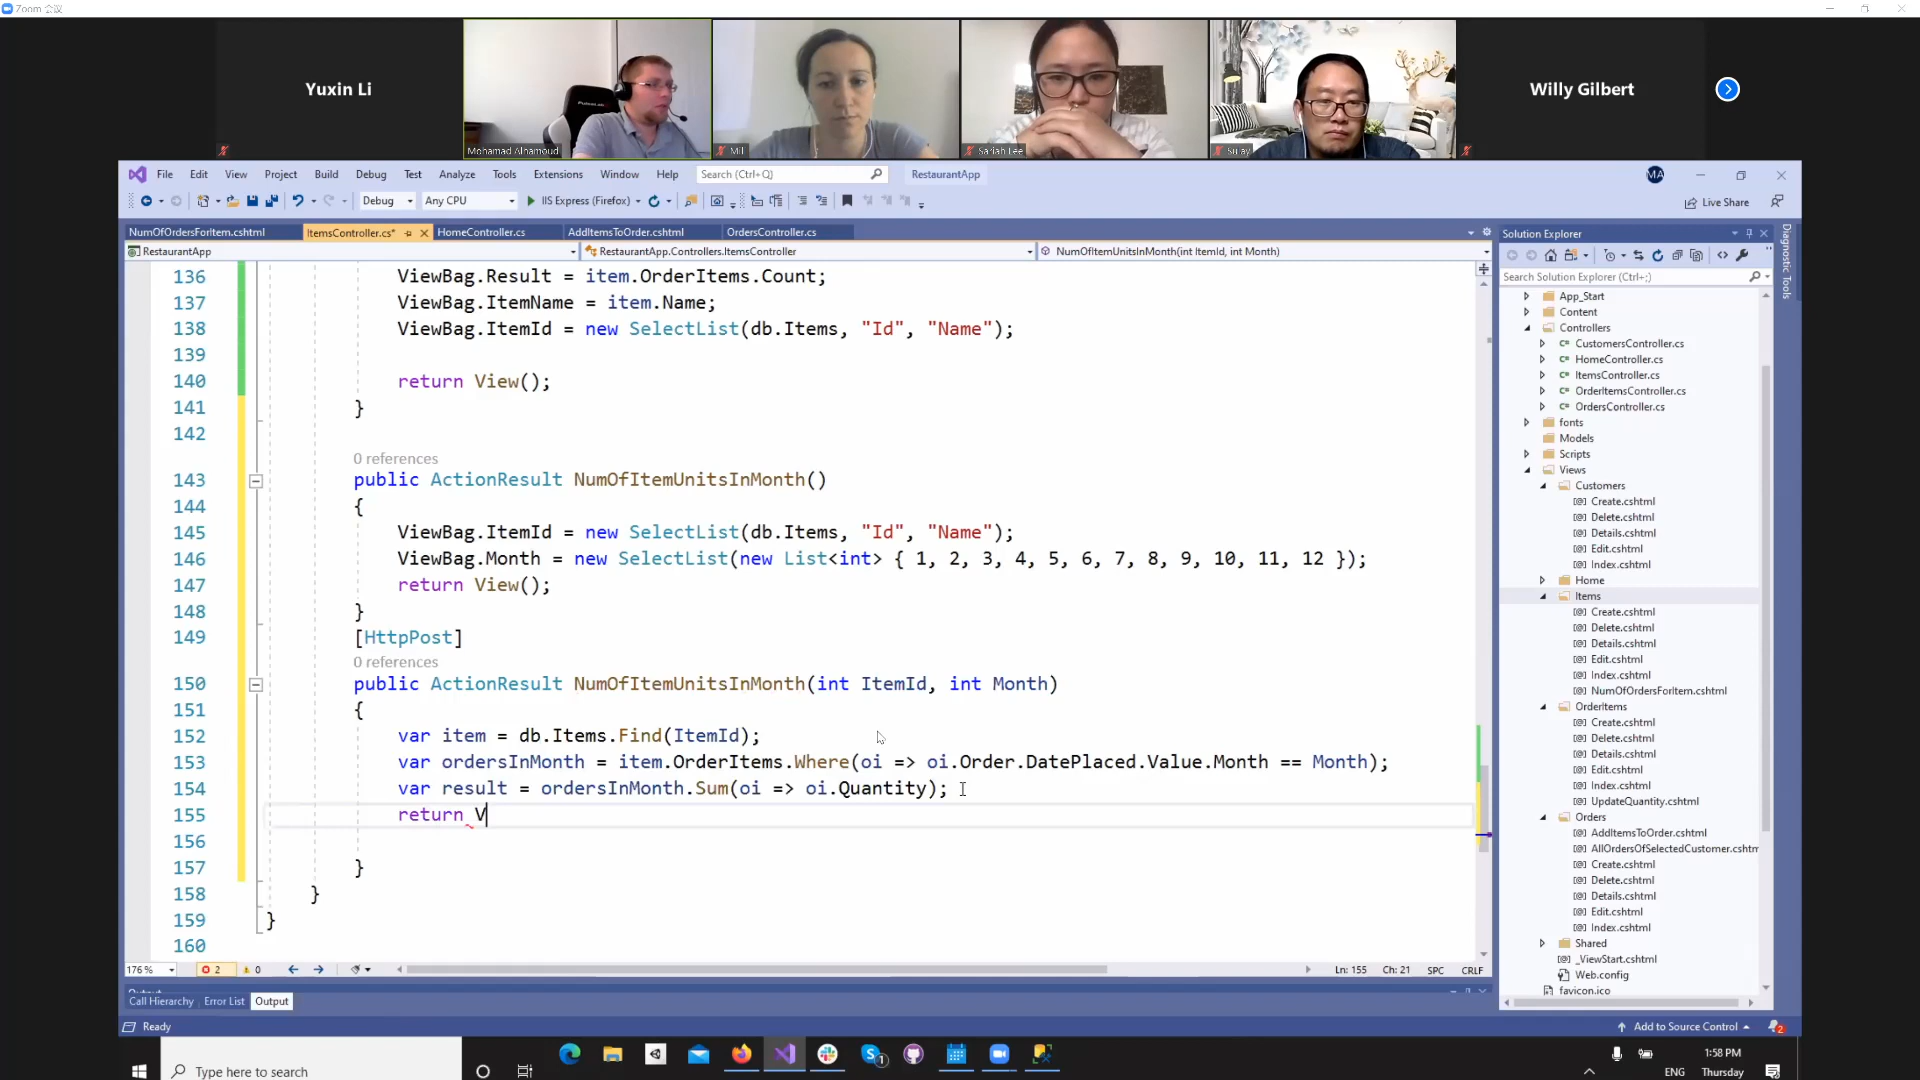 Zoom 会议
Yuxin Li
Mohamad Alhamoud
Mil
Sariah Lee
Su ay
Willy Gilbert
File Edit View Project Build Debug Test Analyze Tools Extensions Window Help Search (Ctrl+Q) RestaurantApp MA
Debug Any CPU IIS Express (Firefox) Live Share
NumOfOrdersForItem.cshtml ItemsController.cs* HomeController.cs AddItemsToOrder.cshtml OrdersController.cs
RestaurantApp RestaurantApp.Controllers.ItemsController NumOfItemUnitsInMonth(int ItemId, int Month)
136 ViewBag.Result = item.OrderItems.Count;
137 ViewBag.ItemName = item.Name;
138 ViewBag.ItemId = new SelectList(db.Items, "Id", "Name");
139
140 return View();
141 }
142
0 references
143 public ActionResult NumOfItemUnitsInMonth()
144 {
145 ViewBag.ItemId = new SelectList(db.Items, "Id", "Name");
146 ViewBag.Month = new SelectList(new List<int> { 1, 2, 3, 4, 5, 6, 7, 8, 9, 10, 11, 12 });
147 return View();
148 }
149 [HttpPost]
0 references
150 public ActionResult NumOfItemUnitsInMonth(int ItemId, int Month)
151 {
152 var item = db.Items.Find(ItemId);
153 var ordersInMonth = item.OrderItems.Where(oi => oi.Order.DatePlaced.Value.Month == Month);
154 var result = ordersInMonth.Sum(oi => oi.Quantity);
155 return V
156
157 }
158 }
159 }
160
176 % 2 0 Ln: 155 Ch: 21 SPC CRLF
Output
Call Hierarchy Error List Output
Ready Add to Source Control 2
Solution Explorer
Search Solution Explorer (Ctrl+;)
App_Start
Content
Controllers
C# CustomersController.cs
C# HomeController.cs
C# ItemsController.cs
C# OrderItemsController.cs
C# OrdersController.cs
fonts
Models
Scripts
Views
Customers
Create.cshtml
Delete.cshtml
Details.cshtml
Edit.cshtml
Index.cshtml
Home
Items
Create.cshtml
Delete.cshtml
Details.cshtml
Edit.cshtml
Index.cshtml
NumOfOrdersForItem.cshtml
OrderItems
Create.cshtml
Delete.cshtml
Details.cshtml
Edit.cshtml
Index.cshtml
UpdateQuantity.cshtml
Orders
AddItemsToOrder.cshtml
AllOrdersOfSelectedCustomer.cshtm
Create.cshtml
Delete.cshtml
Details.cshtml
Edit.cshtml
Index.cshtml
Shared
_ViewStart.cshtml
Web.config
favicon.ico
Diagnostic Tools
Type here to search
1:58 PM
ENG Thursday